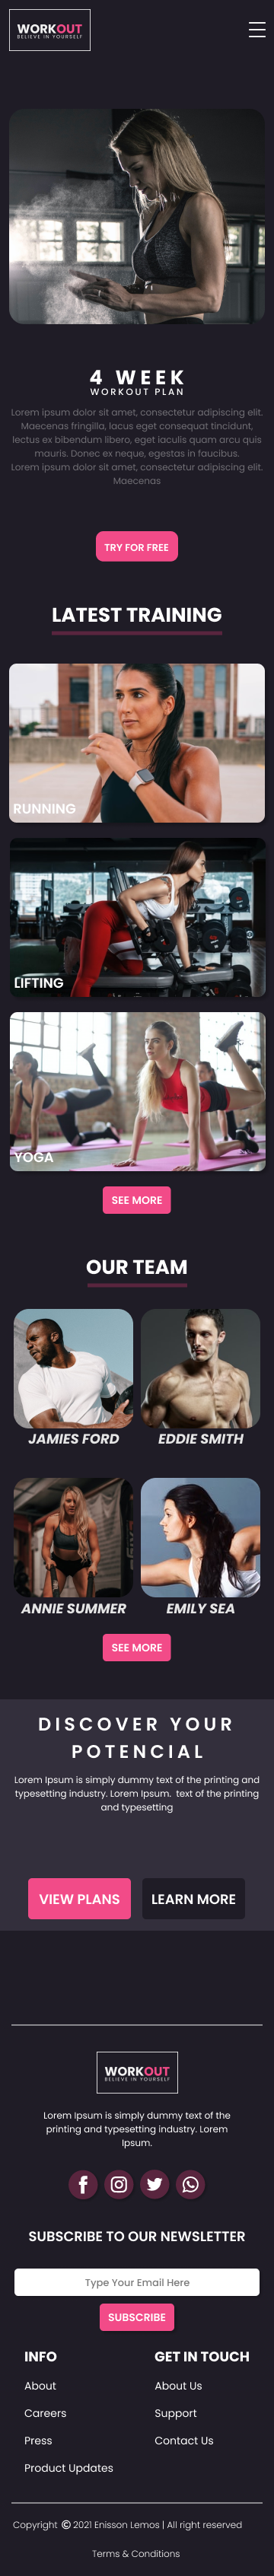 WORKOUT
BELIEVE IN YOURSELF
4 WEEK
WORKOUT PLAN
Lorem ipsum dolor sit amet, consectetur adipiscing elit.
Maecenas fringilla, lacus eget consequat tincidunt,
lectus ex bibendum libero, eget iaculis quam arcu quis
mauris. Donec ex neque, egestas in faucibus.
Lorem ipsum dolor sit amet, consectetur adipiscing elit.
Maecenas
TRY FOR FREE
LATEST TRAINING
RUNNING
LIFTING
YOGA
SEE MORE
OUR TEAM
JAMIES FORD
EDDIE SMITH
ANNIE SUMMER
EMILY SEA
SEE MORE
DISCOVER YOUR
POTENCIAL
Lorem Ipsum is simply dummy text of the printing and
typesetting industry. Lorem Ipsum. text of the printing
and typesetting
VIEW PLANS
LEARN MORE
WORKOUT
BELIEVE IN YOURSELF
Lorem Ipsum is simply dummy text of the
printing and typesetting industry. Lorem
Ipsum.
SUBSCRIBE TO OUR NEWSLETTER
Type Your Email Here
SUBSCRIBE
INFO
About
Careers
Press
Product Updates
GET IN TOUCH
About Us
Support
Contact Us
Copyright © 2021 Enisson Lemos | All right reserved
Terms & Conditions